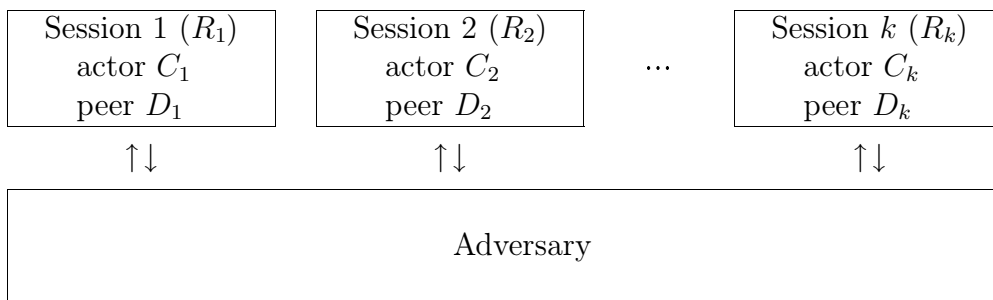 Session 1 (R₁) Session 2 (R₂) Session k (Rₖ)
actor C₁ actor C₂ ... actor Cₖ
peer D₁ peer D₂ peer Dₖ
↑↓ ↑↓ ↑↓
Adversary